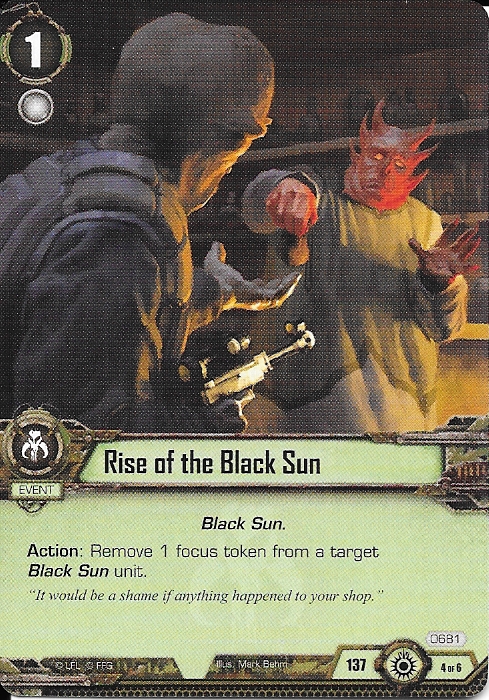 1
Rise of the Black Sun
EVENT
Black Sun.
Action: Remove 1 focus token from a target
Black Sun unit.
"It would be a shame if anything happened to your shop."
0681
© LFL © FFG
Illus. Mark Behm
137
4 OF 6